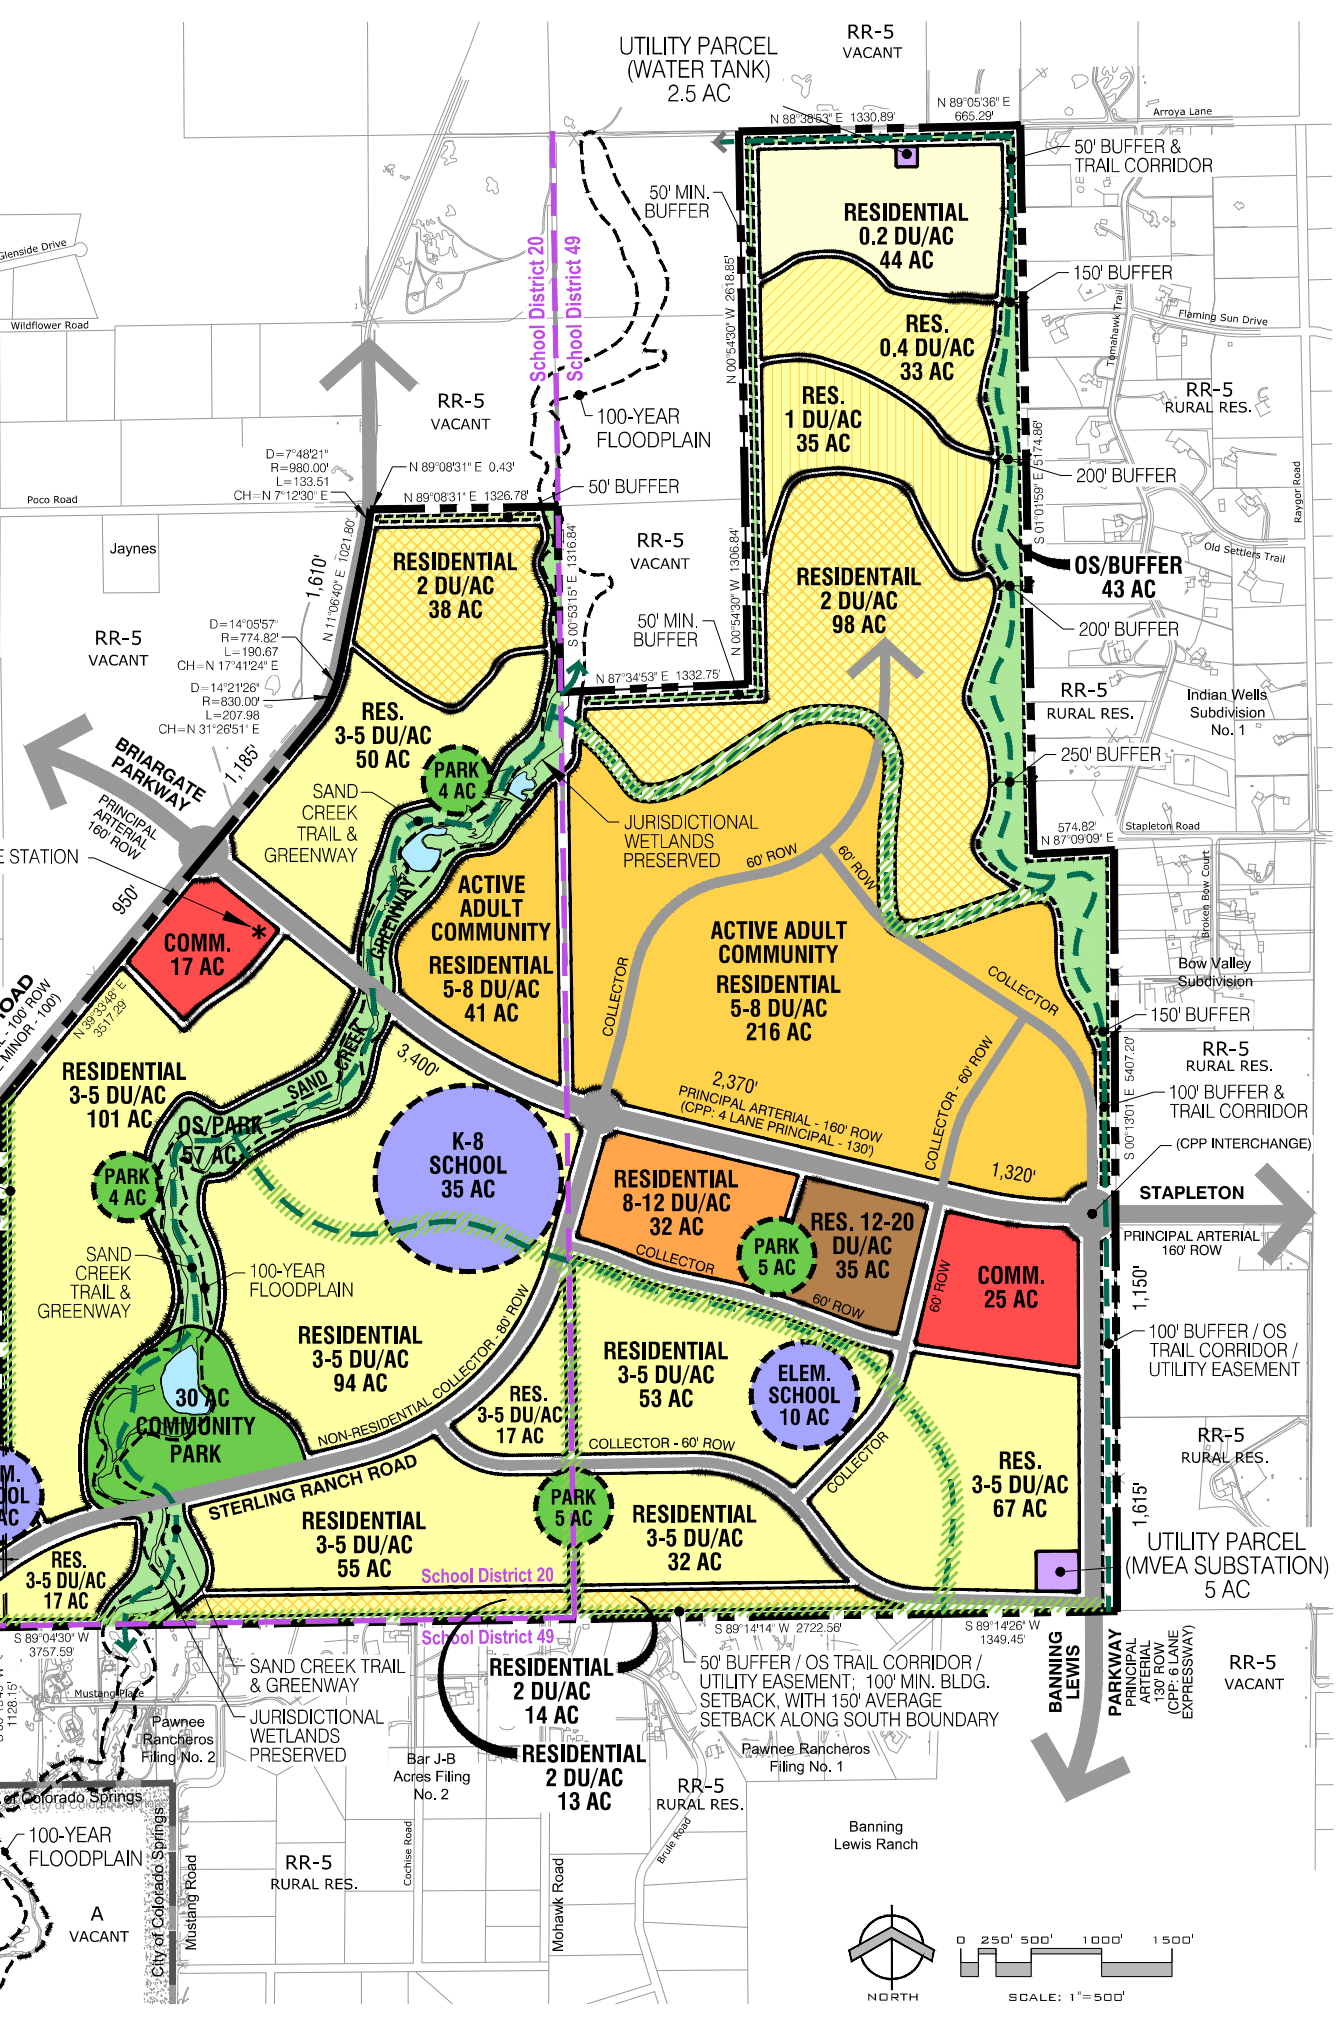 UTILITY PARCEL
(WATER TANK)
2.5 AC
RR-5
VACANT
N 88°38'53" E 1330.89'
N 89°05'36" E
665.29'
Arroya Lane
50' BUFFER &
TRAIL CORRIDOR
50' MIN.
BUFFER
RESIDENTIAL
0.2 DU/AC
44 AC
Glenside Drive
School District 20
School District 49
N 00°54'30" W 2618.85'
150' BUFFER
Tomahawk Trail
Flaming Sun Drive
Wildflower Road
RES.
0.4 DU/AC
33 AC
RR-5
VACANT
RES.
1 DU/AC
35 AC
RR-5
RURAL RES.
100-YEAR
FLOODPLAIN
S 01°01'59" E 5174.86'
D=7°48'21"
R=980.00'
L=133.51
CH=N 7°12'30" E
N 89°08'31" E 0.43'
N 89°08'31" E 1326.78'
50' BUFFER
200' BUFFER
Raygor Road
Poco Road
Jaynes
1,610'
N 11°06'40" E 1021.80'
RESIDENTIAL
2 DU/AC
38 AC
S 00°53'15" E 1316.84'
RR-5
VACANT
N 00°54'30" W 1306.84'
RESIDENTAIL
2 DU/AC
98 AC
Old Settlers Trail
OS/BUFFER
43 AC
RR-5
VACANT
D=14°05'57"
R=774.82'
L=190.67
CH=N 17°41'24" E
50' MIN.
BUFFER
200' BUFFER
N 87°34'53" E 1332.75'
D=14°21'26"
R=830.00'
L=207.98
CH=N 31°26'51" E
RES.
3-5 DU/AC
50 AC
RR-5
RURAL RES.
Indian Wells
Subdivision
No. 1
1,185'
BRIARGATE
PARKWAY
PRINCIPAL
ARTERIAL
160' ROW
PARK
4 AC
250' BUFFER
SAND
CREEK
TRAIL &
GREENWAY
JURISDICTIONAL
WETLANDS
PRESERVED
574.82'
N 87°09'09" E
Stapleton Road
E STATION
60' ROW
60' ROW
950'
COMM.
17 AC
*
GREENWAY
ACTIVE
ADULT
COMMUNITY
RESIDENTIAL
5-8 DU/AC
41 AC
ACTIVE ADULT
COMMUNITY
RESIDENTIAL
5-8 DU/AC
216 AC
COLLECTOR
COLLECTOR
Broken Bow Court
Bow Valley
Subdivision
ROAD
- 100' ROW
MINOR - 100')
N 39°33'48" E
3517.29'
150' BUFFER
RR-5
RURAL RES.
RESIDENTIAL
3-5 DU/AC
101 AC
SAND CREEK
3,400'
2,370'
PRINCIPAL ARTERIAL - 160' ROW
(CPP: 4 LANE PRINCIPAL - 130')
COLLECTOR - 60' ROW
S 00°13'01" E 5407.20'
100' BUFFER &
TRAIL CORRIDOR
(CPP INTERCHANGE)
OS/PARK
57 AC
K-8
SCHOOL
35 AC
PARK
4 AC
RESIDENTIAL
8-12 DU/AC
32 AC
1,320'
STAPLETON
PRINCIPAL ARTERIAL
160' ROW
SAND
CREEK
TRAIL &
GREENWAY
100-YEAR
FLOODPLAIN
COLLECTOR
PARK
5 AC
RES. 12-20
DU/AC
35 AC
60' ROW
60' ROW
COMM.
25 AC
1,150'
RESIDENTIAL
3-5 DU/AC
94 AC
NON-RESIDENTIAL COLLECTOR - 80' ROW
RESIDENTIAL
3-5 DU/AC
53 AC
ELEM.
SCHOOL
10 AC
100' BUFFER / OS
TRAIL CORRIDOR /
UTILITY EASEMENT
30 AC
COMMUNITY
PARK
RES.
3-5 DU/AC
17 AC
COLLECTOR - 60' ROW
COLLECTOR
RR-5
RURAL RES.
M.
OOL
AC
STERLING RANCH ROAD
RES.
3-5 DU/AC
67 AC
1,615'
RESIDENTIAL
3-5 DU/AC
55 AC
PARK
5 AC
RESIDENTIAL
3-5 DU/AC
32 AC
UTILITY PARCEL
(MVEA SUBSTATION)
5 AC
RES.
3-5 DU/AC
17 AC
School District 20
School District 49
S 89°04'30" W
3757.59'
S 89°14'14" W 2722.56'
S 89°14'26" W
1349.45'
1128.15'
SAND CREEK TRAIL
& GREENWAY
RESIDENTIAL
2 DU/AC
14 AC
50' BUFFER / OS TRAIL CORRIDOR /
UTILITY EASEMENT; 100' MIN. BLDG.
SETBACK, WITH 150' AVERAGE
SETBACK ALONG SOUTH BOUNDARY
BANNING
LEWIS
PARKWAY
PRINCIPAL
ARTERIAL
130' ROW
(CPP: 6 LANE
EXPRESSWAY)
RR-5
VACANT
Mustang Place
Pawnee
Rancheros
Filing No. 2
JURISDICTIONAL
WETLANDS
PRESERVED
Bar J-B
Acres Filing
No. 2
RESIDENTIAL
2 DU/AC
13 AC
Pawnee Rancheros
Filing No. 1
RR-5
RURAL RES.
of Colorado Springs
City of Colorado Springs
100-YEAR
FLOODPLAIN
City of Colorado Springs
Mustang Road
RR-5
RURAL RES.
Cochise Road
Mohawk Road
Brule Road
Banning
Lewis Ranch
A
VACANT
NORTH
0 250' 500' 1000' 1500'
SCALE: 1"=500'